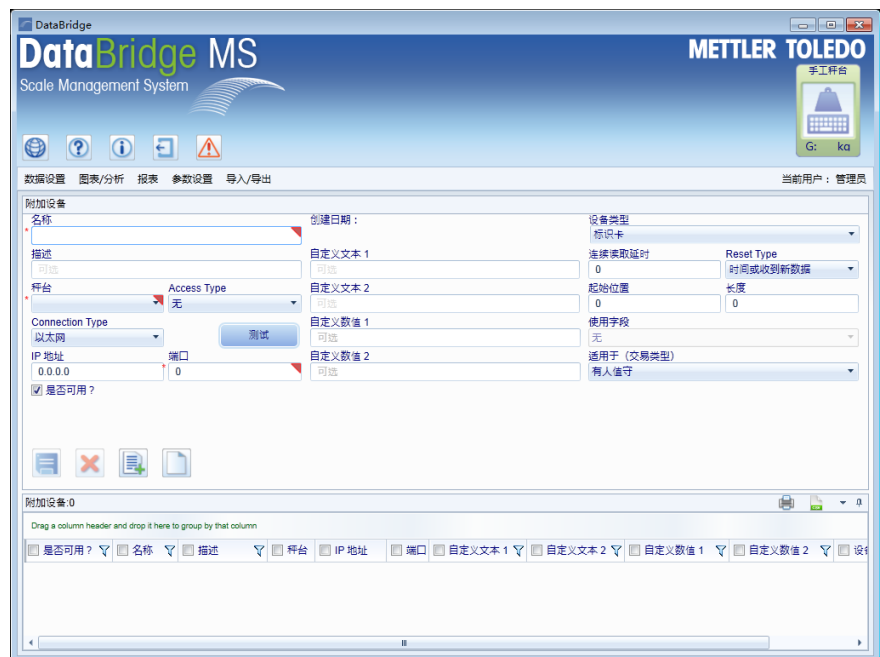 DataBridge
DataBridge MS
METTLER TOLEDO
Scale Management System
手工秤台
G: kg
数据设置 图表/分析 报表 参数设置 导入/导出 当前用户： 管理员
附加设备
名称 创建日期： 设备类型
* 标识卡
描述 自定义文本 1 连续读取延时 Reset Type
可选 可选 0 时间或收到新数据
秤台 Access Type 自定义文本 2 起始位置 长度
* 无 可选 0 0
Connection Type 自定义数值 1 使用字段
以太网 测试 可选 无
IP 地址 端口 自定义数值 2 适用于（交易类型）
0.0.0.0 * 0 可选 有人值守
是否可用？
附加设备:0
Drag a column header and drop it here to group by that column
是否可用？ 名称 描述 秤台 IP 地址 端口 自定义文本 1 自定义文本 2 自定义数值 1 自定义数值 2